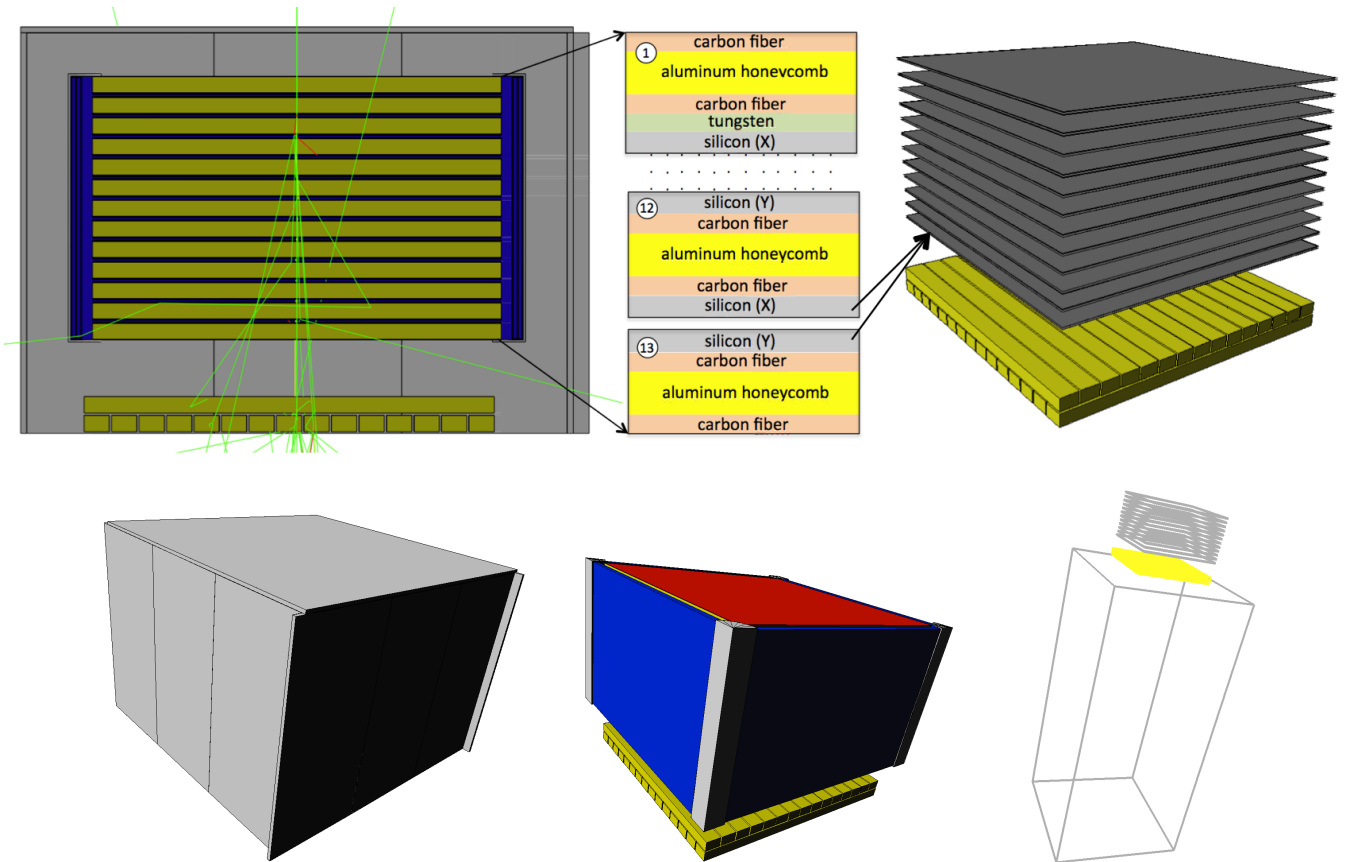 1
carbon fiber
aluminum honeycomb
carbon fiber
tungsten
silicon (X)
12
silicon (Y)
carbon fiber
aluminum honeycomb
carbon fiber
silicon (X)
13
silicon (Y)
carbon fiber
aluminum honeycomb
carbon fiber